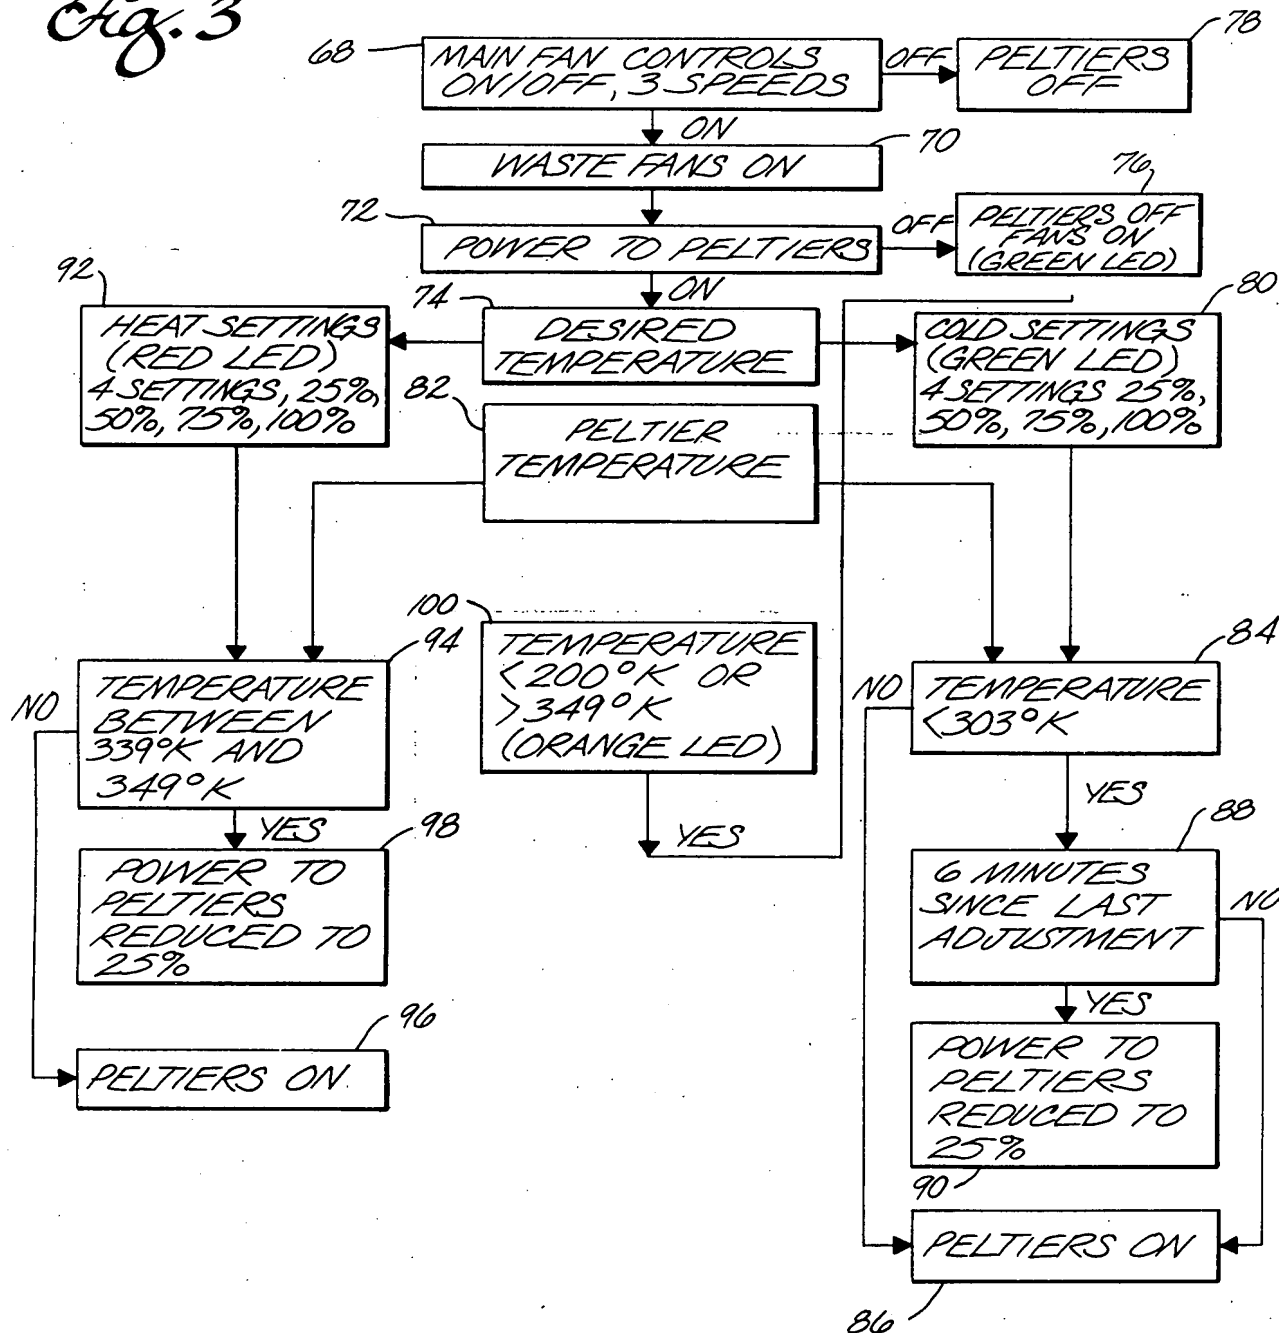 Fig. 3
68
MAIN FAN CONTROLS
ON/OFF, 3 SPEEDS
OFF
78
PELTIERS
OFF
ON
70
WASTE FANS ON
72
POWER TO PELTIERS
OFF
76
PELTIERS OFF
FANS ON
(GREEN LED)
ON
92
HEAT SETTINGS
(RED LED)
4 SETTINGS, 25%,
50%, 75%, 100%
74
DESIRED
TEMPERATURE
80
COLD SETTINGS
(GREEN LED)
4 SETTINGS 25%,
50%, 75%, 100%
82
PELTIER
TEMPERATURE
94
TEMPERATURE
BETWEEN
339°K AND
349°K
NO
YES
98
POWER TO
PELTIERS
REDUCED TO
25%
96
PELTIERS ON
100
TEMPERATURE
<200°K OR
>349°K
(ORANGE LED)
YES
84
TEMPERATURE
<303°K
NO
YES
88
6 MINUTES
SINCE LAST
ADJUSTMENT
NO
YES
POWER TO
PELTIERS
REDUCED TO
25%
90
PELTIERS ON
86